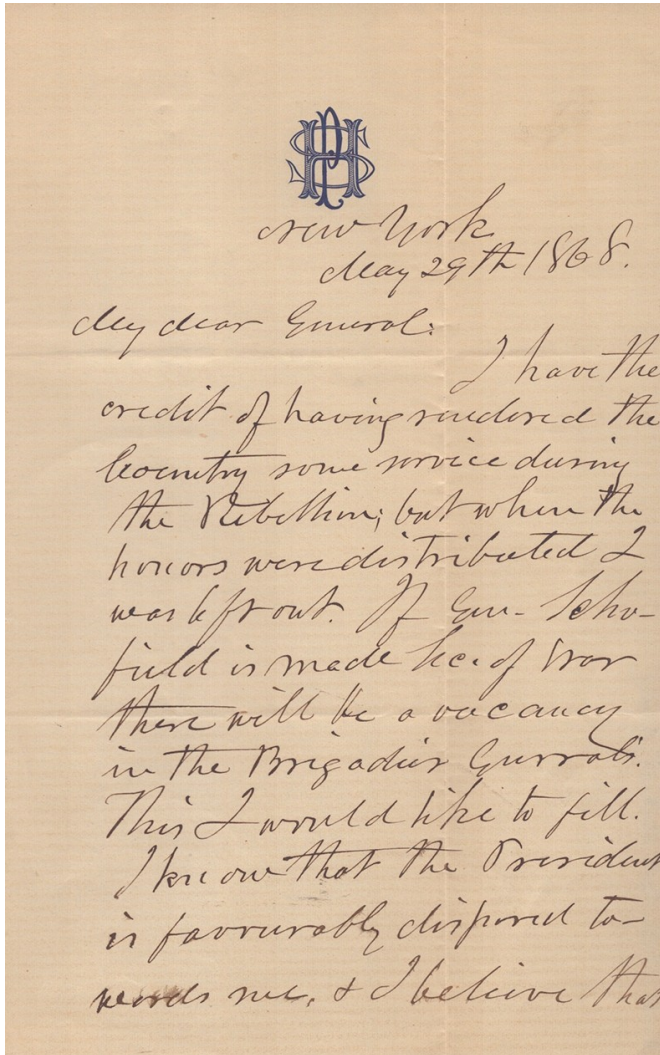 New York
May 29th 1868.
My dear General:
I have the
credit of having rendered the
Country some service during
the Rebellion; but when the
honors were distributed I
was left out. If Gen- Scho-
field is made Sec. of War
there will be a vacancy
in the Brigadier Generals.
This I would like to fill.
I know that the President
is favourably disposed to-
wards me, & I believe that